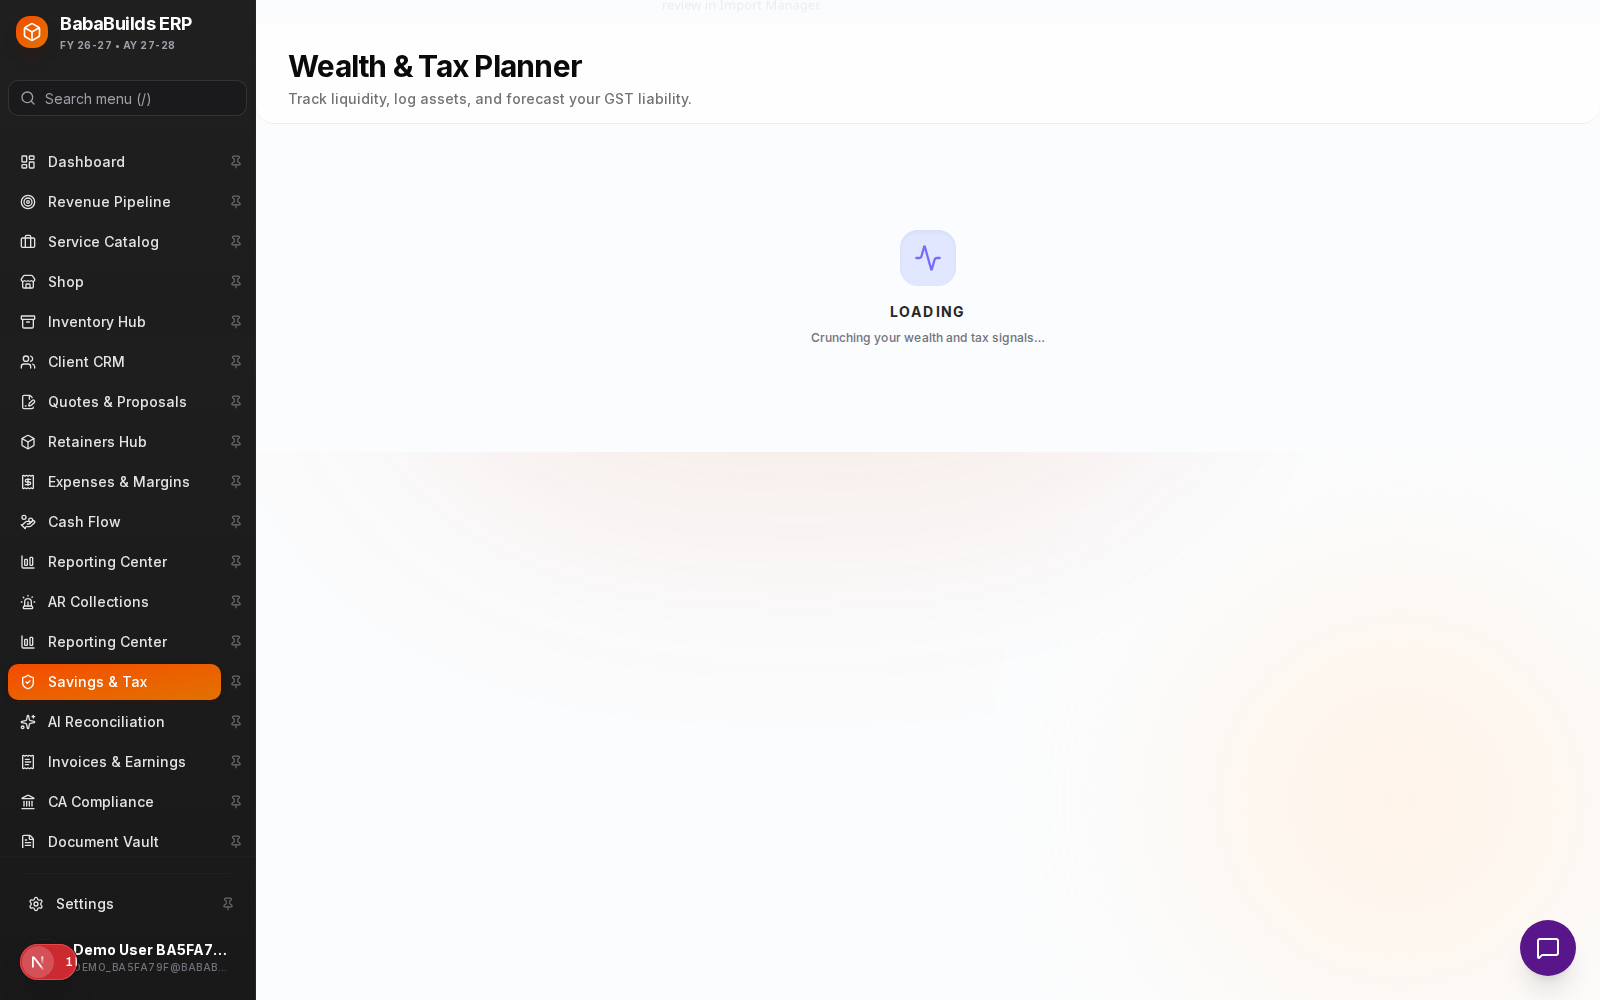 BabaBuilds ERP
FY 26-27 • AY 27-28
Search menu (/)
Dashboard
Revenue Pipeline
Service Catalog
Shop
Inventory Hub
Client CRM
Quotes & Proposals
Retainers Hub
Expenses & Margins
Cash Flow
Reporting Center
AR Collections
Reporting Center
Savings & Tax
AI Reconciliation
Invoices & Earnings
CA Compliance
Document Vault
Settings
Demo User BA5FA7...
DEMO_BA5FA79F@BABAB...
N 1
review in Import Manager.
Wealth & Tax Planner
Track liquidity, log assets, and forecast your GST liability.
LOADING
Crunching your wealth and tax signals...